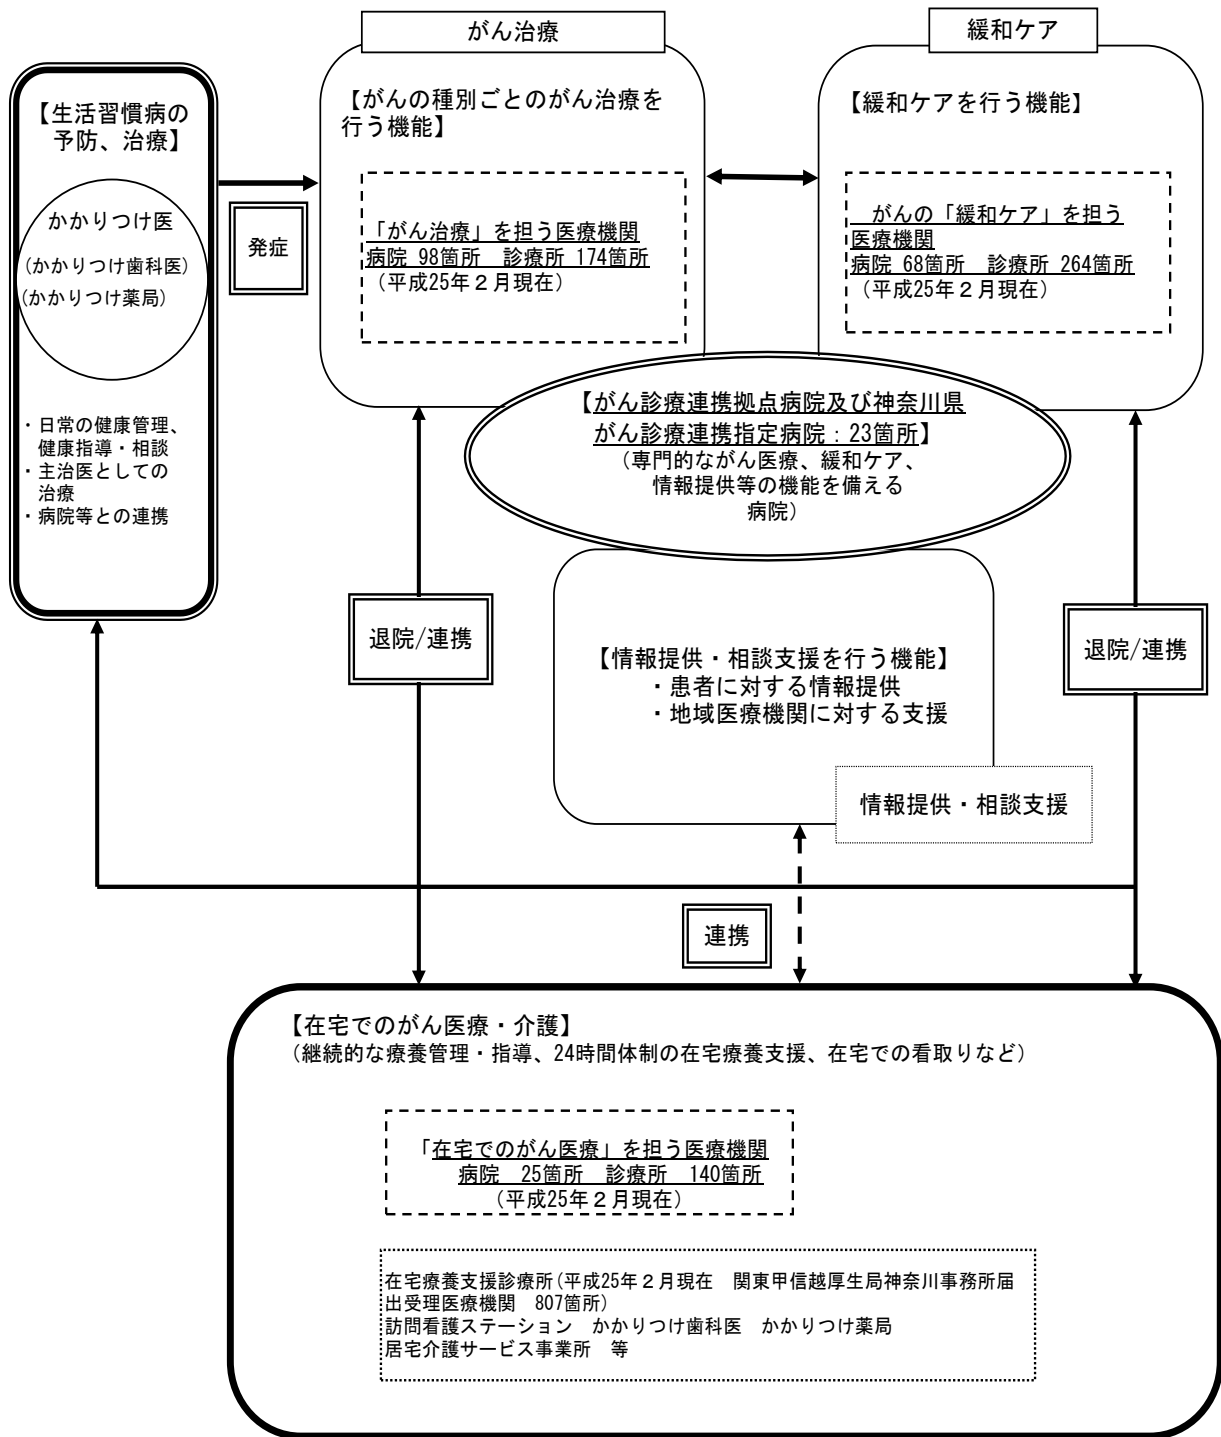 がん治療
緩和ケア
【生活習慣病の
予防、治療】
かかりつけ医
(かかりつけ歯科医)
(かかりつけ薬局)
・日常の健康管理、
健康指導・相談
・主治医としての
治療
・病院等との連携
発症
【がんの種別ごとのがん治療を
行う機能】
「がん治療」を担う医療機関
病院 98箇所　診療所 174箇所
（平成25年２月現在）
【緩和ケアを行う機能】
がんの「緩和ケア」を担う
医療機関
病院 68箇所　診療所 264箇所
（平成25年２月現在）
【がん診療連携拠点病院及び神奈川県
がん診療連携指定病院：23箇所】
（専門的ながん医療、緩和ケア、
情報提供等の機能を備える
病院）
退院/連携
退院/連携
【情報提供・相談支援を行う機能】
・患者に対する情報提供
・地域医療機関に対する支援
情報提供・相談支援
連携
【在宅でのがん医療・介護】
（継続的な療養管理・指導、24時間体制の在宅療養支援、在宅での看取りなど）
「在宅でのがん医療」を担う医療機関
病院　25箇所　診療所　140箇所
（平成25年２月現在）
在宅療養支援診療所(平成25年２月現在　関東甲信越厚生局神奈川事務所届
出受理医療機関　807箇所)
訪問看護ステーション　かかりつけ歯科医　かかりつけ薬局
居宅介護サービス事業所　等